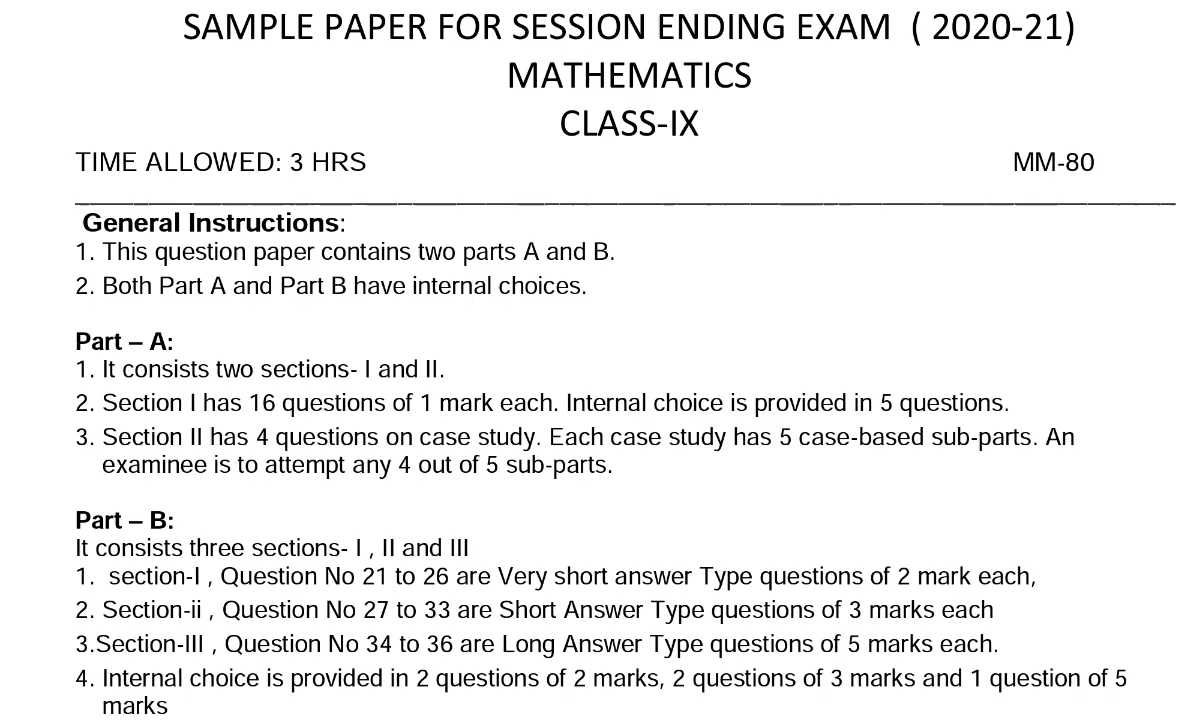 SAMPLE PAPER FOR SESSION ENDING EXAM ( 2020-21)
MATHEMATICS
CLASS-IX
TIME ALLOWED: 3 HRS MM-80
General Instructions:
1. This question paper contains two parts A and B.
2. Both Part A and Part B have internal choices.
Part – A:
1. It consists two sections- I and II.
2. Section I has 16 questions of 1 mark each. Internal choice is provided in 5 questions.
3. Section II has 4 questions on case study. Each case study has 5 case-based sub-parts. An
examinee is to attempt any 4 out of 5 sub-parts.
Part – B:
It consists three sections- I , II and III
1. section-I , Question No 21 to 26 are Very short answer Type questions of 2 mark each,
2. Section-ii , Question No 27 to 33 are Short Answer Type questions of 3 marks each
3.Section-III , Question No 34 to 36 are Long Answer Type questions of 5 marks each.
4. Internal choice is provided in 2 questions of 2 marks, 2 questions of 3 marks and 1 question of 5
marks